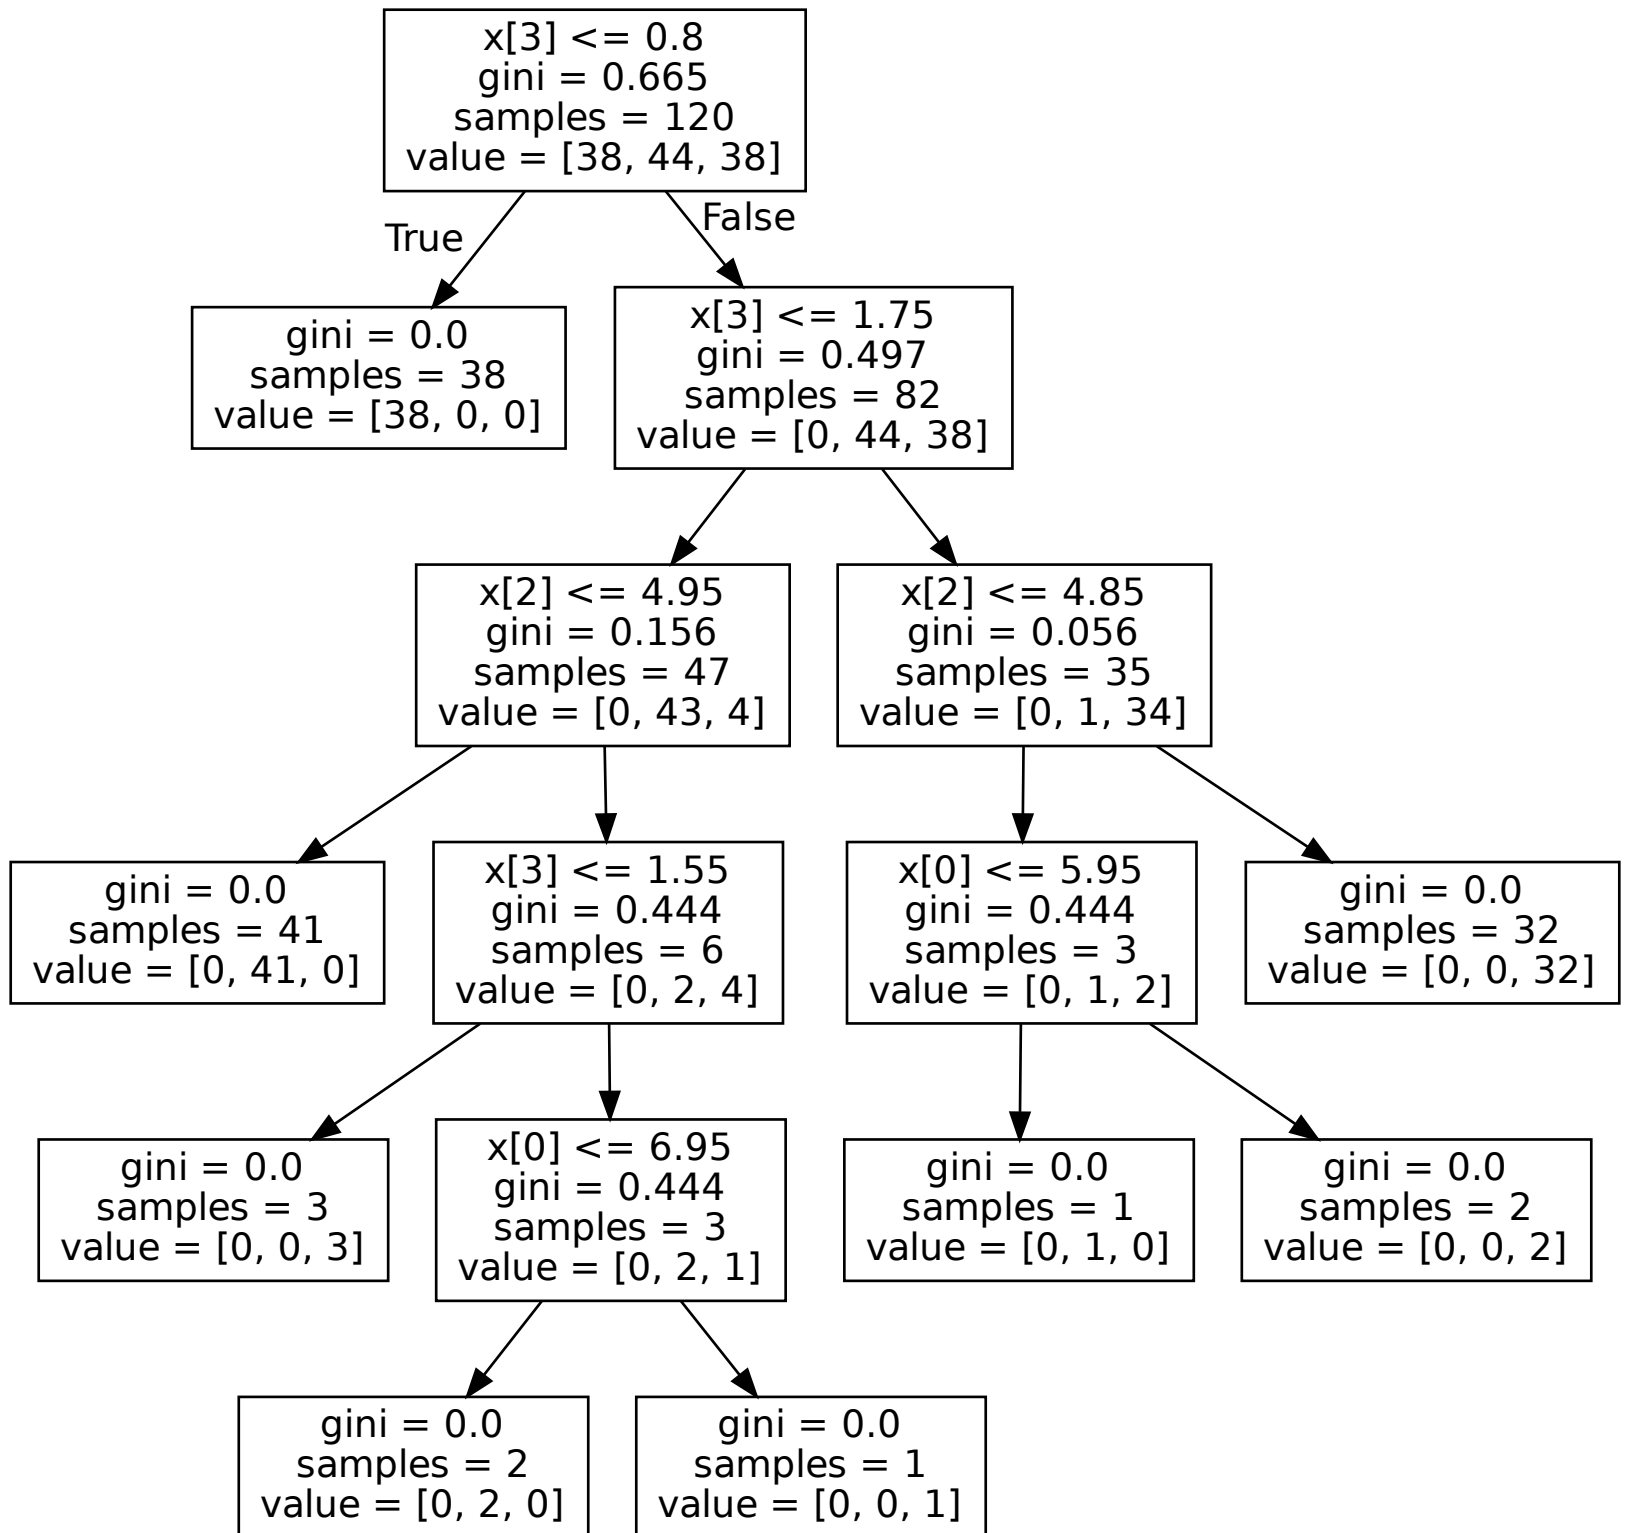 x[3] <= 0.8
gini = 0.665
samples = 120
value = [38, 44, 38]
True
False
gini = 0.0
samples = 38
value = [38, 0, 0]
x[3] <= 1.75
gini = 0.497
samples = 82
value = [0, 44, 38]
x[2] <= 4.95
gini = 0.156
samples = 47
value = [0, 43, 4]
x[2] <= 4.85
gini = 0.056
samples = 35
value = [0, 1, 34]
gini = 0.0
samples = 41
value = [0, 41, 0]
x[3] <= 1.55
gini = 0.444
samples = 6
value = [0, 2, 4]
x[0] <= 5.95
gini = 0.444
samples = 3
value = [0, 1, 2]
gini = 0.0
samples = 32
value = [0, 0, 32]
gini = 0.0
samples = 3
value = [0, 0, 3]
x[0] <= 6.95
gini = 0.444
samples = 3
value = [0, 2, 1]
gini = 0.0
samples = 1
value = [0, 1, 0]
gini = 0.0
samples = 2
value = [0, 0, 2]
gini = 0.0
samples = 2
value = [0, 2, 0]
gini = 0.0
samples = 1
value = [0, 0, 1]